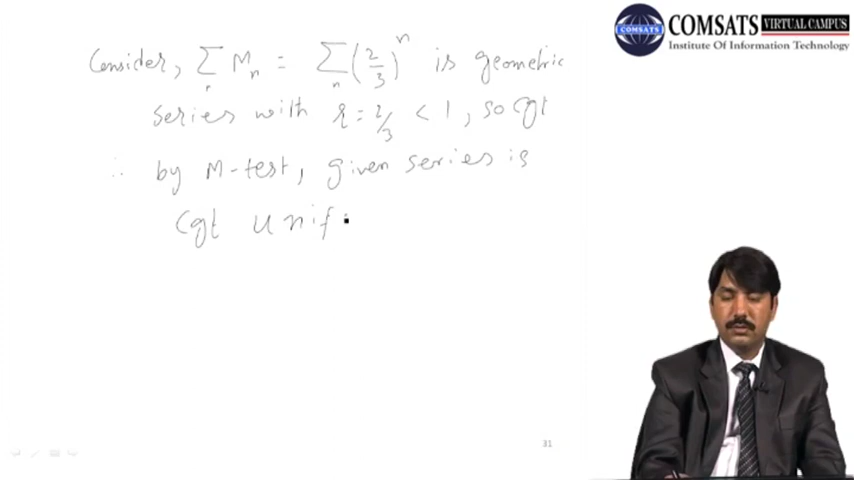 COMSATS VIRTUAL CAMPUS
Institute Of Information Technology
COMSATS
Consider, ∑ Mₙ = ∑ₙ (2/3)ⁿ is geometric
series with r = 2/3 < 1, so Cgt
∴ by M-test, given series is
Cgt unif.
31